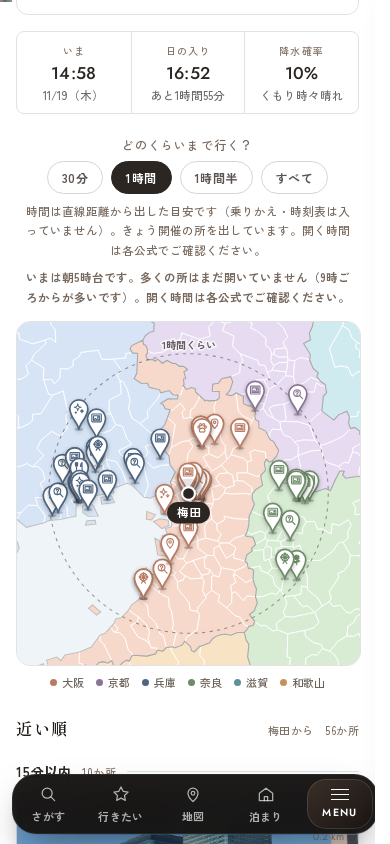 いま
14:58
11/19（木）
日の入り
16:52
あと1時間55分
降水確率
10%
くもり時々晴れ
どのくらいまで行く？
30分
1時間
1時間半
すべて
時間は直線距離から出した目安です（乗りかえ・時刻表は入
っていません）。きょう開催の所を出しています。開く時間
は各公式でご確認ください。
いまは朝5時台です。多くの所はまだ開いていません（9時ご
ろからが多いです）。開く時間は各公式でご確認ください。
1時間くらい
梅田
大阪
京都
兵庫
奈良
滋賀
和歌山
近い順
梅田から 56か所
15分以内 10か所
さがす
行きたい
地図
泊まり
MENU
0.2 km